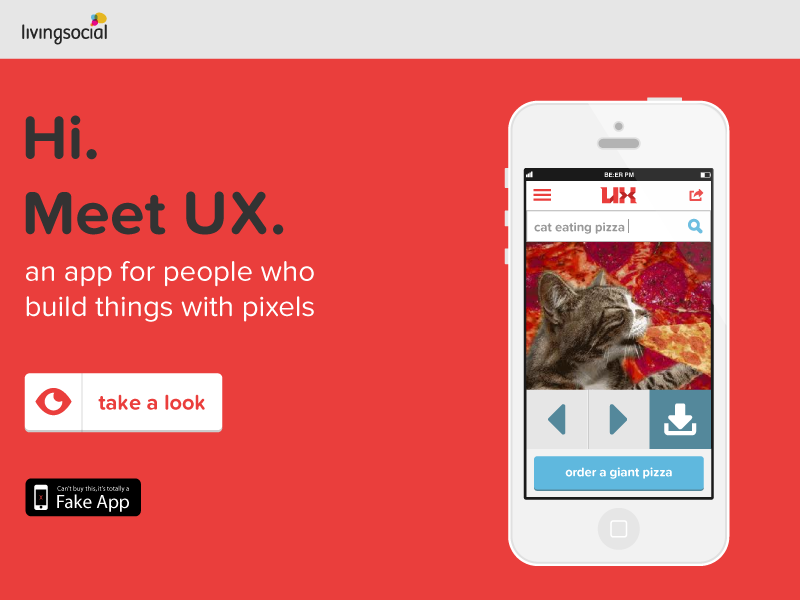 livingsocial
Hi.
Meet UX.
an app for people who
build things with pixels
take a look
Can't buy this, it's totally a
Fake App
BE:ER PM
UX
cat eating pizza
order a giant pizza